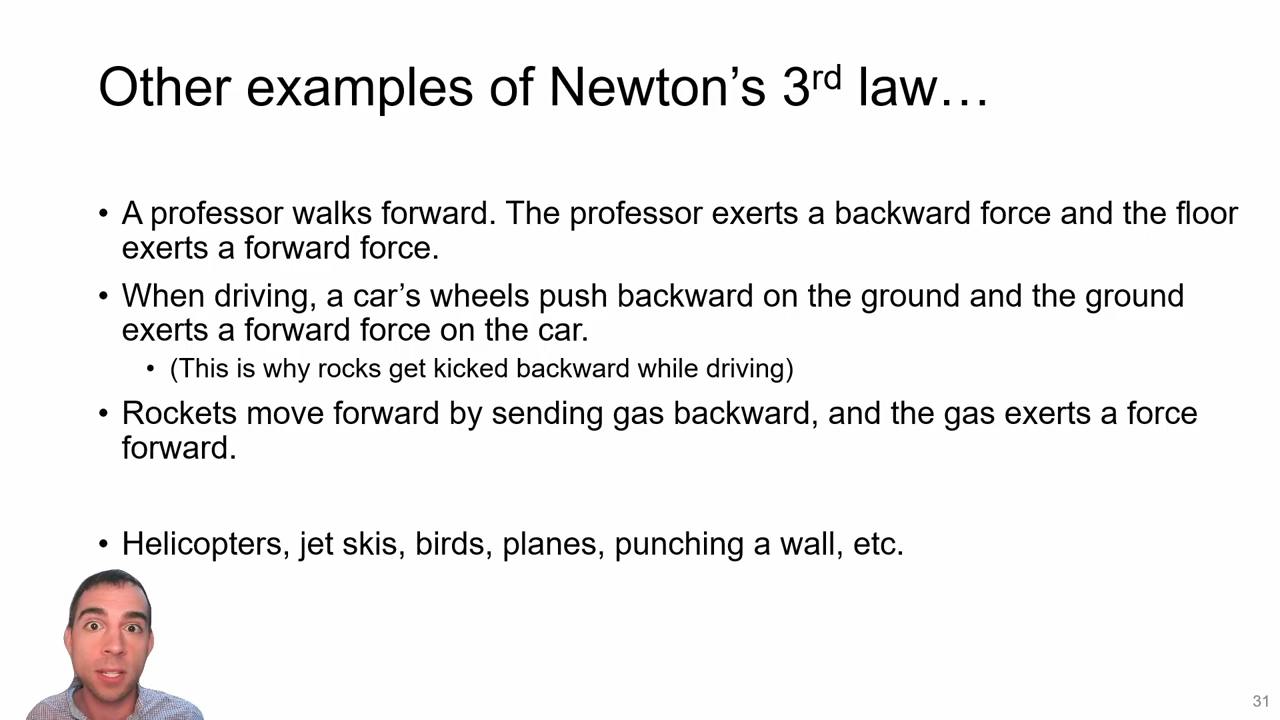 Other examples of Newton’s 3rd law…
• A professor walks forward. The professor exerts a backward force and the floor
exerts a forward force.
• When driving, a car’s wheels push backward on the ground and the ground
exerts a forward force on the car.
• (This is why rocks get kicked backward while driving)
• Rockets move forward by sending gas backward, and the gas exerts a force
forward.
• Helicopters, jet skis, birds, planes, punching a wall, etc.
31